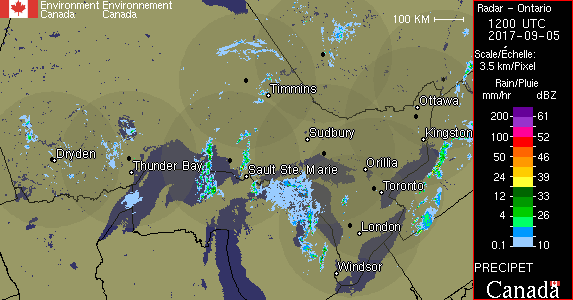 Environment Environnement
Canada Canada
100 KM
Timmins
Ottawa
Sudbury
Kingston
Dryden
Thunder Bay
Sault Ste. Marie
Orillia
Toronto
London
Windsor
Radar - Ontario
1200 UTC
2017-09-05
Scale/Échelle:
3.5 km/Pixel
Rain/Pluie
mm/hr dBZ
200 61
100 52
50 46
24 39
12 33
4 26
0.1 10
PRECIPET
Canada